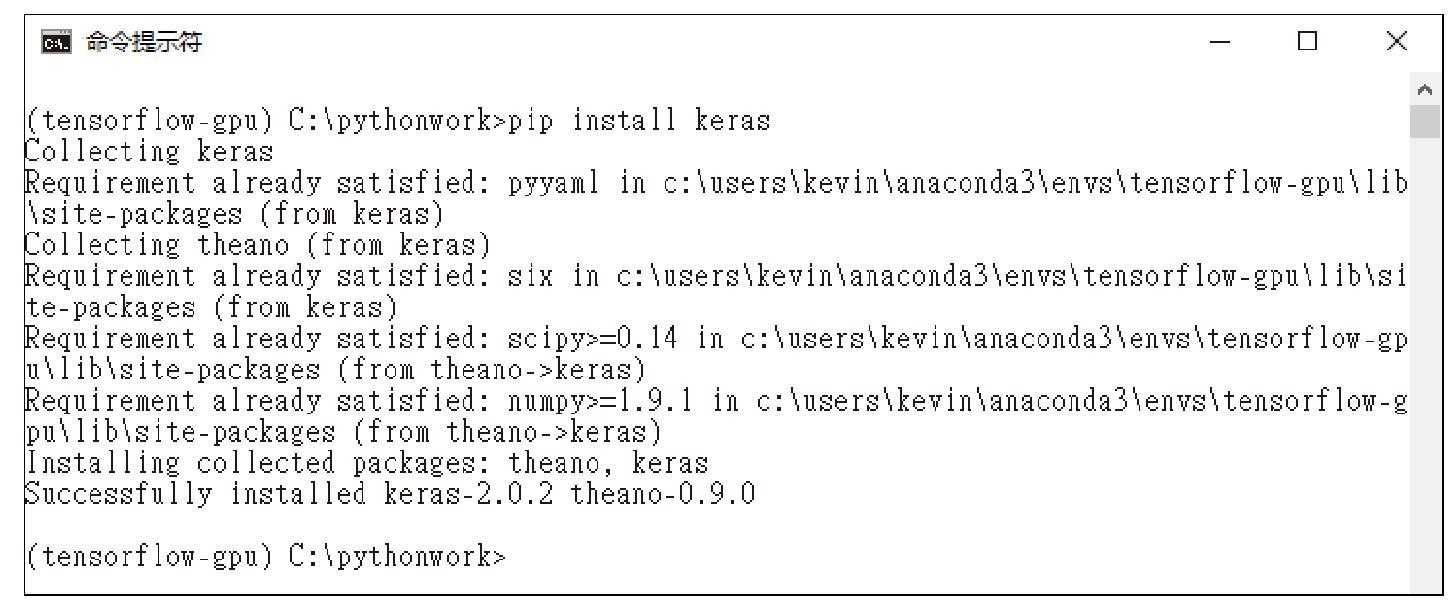 命令提示符
(tensorflow-gpu) C:\pythonwork>pip install keras
Collecting keras
Requirement already satisfied: pyyaml in c:\users\kevin\anaconda3\envs\tensorflow-gpu\lib
\site-packages (from keras)
Collecting theano (from keras)
Requirement already satisfied: six in c:\users\kevin\anaconda3\envs\tensorflow-gpu\lib\si
te-packages (from keras)
Requirement already satisfied: scipy>=0.14 in c:\users\kevin\anaconda3\envs\tensorflow-gp
u\lib\site-packages (from theano->keras)
Requirement already satisfied: numpy>=1.9.1 in c:\users\kevin\anaconda3\envs\tensorflow-g
pu\lib\site-packages (from theano->keras)
Installing collected packages: theano, keras
Successfully installed keras-2.0.2 theano-0.9.0
(tensorflow-gpu) C:\pythonwork>